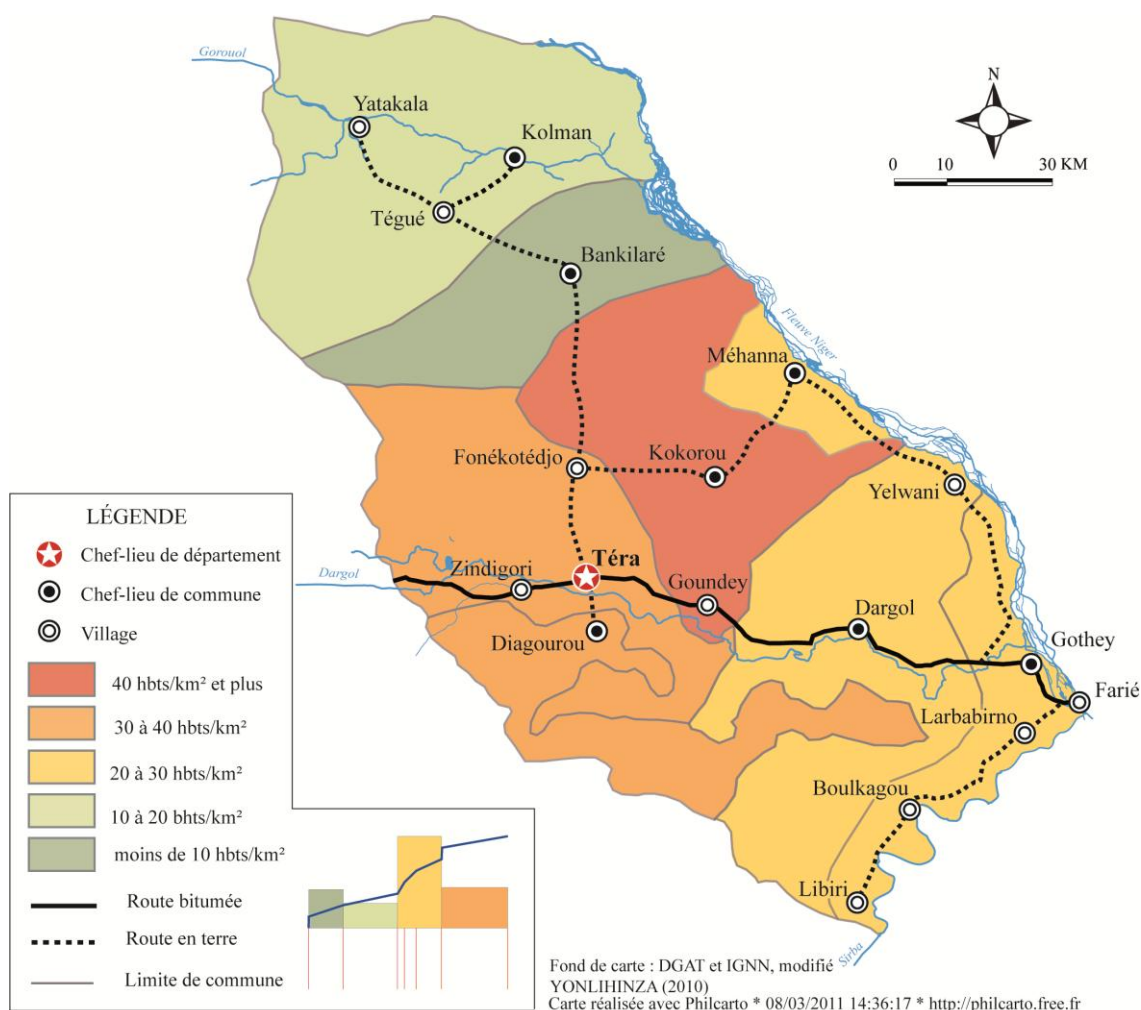 Gorouol
Yatakala
Kolman
Tégué
Bankilaré
N
0 10 30 KM
Fleuve Niger
Méhanna
Fonékotédjo
Kokorou
Yelwani
Téra
Zindigori
Dargol
Goundey
Diagourou
Dargol
Gothey
Farié
Larbabirno
Boulkagou
Libiri
Sirba
LÉGENDE
Chef-lieu de département
Chef-lieu de commune
Village
40 hbts/km² et plus
30 à 40 hbts/km²
20 à 30 hbts/km²
10 à 20 bhts/km²
moins de 10 hbts/km²
Route bitumée
Route en terre
Limite de commune
Fond de carte : DGAT et IGNN, modifié
YONLIHINZA (2010)
Carte réalisée avec Philcarto * 08/03/2011 14:36:17 * http://philcarto.free.fr